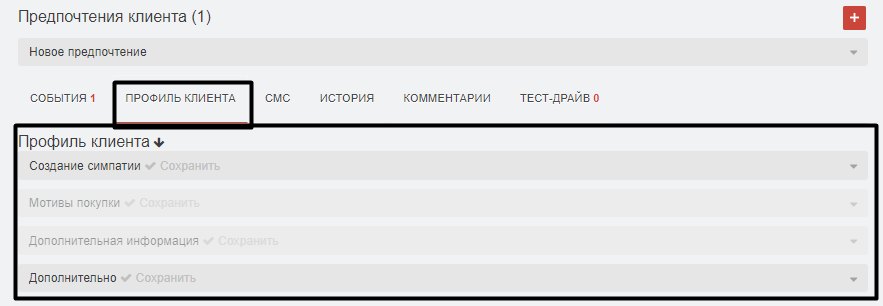 Предпочтения клиента (1)
Новое предпочтение
СОБЫТИЯ 1 ПРОФИЛЬ КЛИЕНТА СМС ИСТОРИЯ КОММЕНТАРИИ ТЕСТ-ДРАЙВ 0
Профиль клиента
Создание симпатии Сохранить
Мотивы покупки Сохранить
Дополнительная информация Сохранить
Дополнительно Сохранить